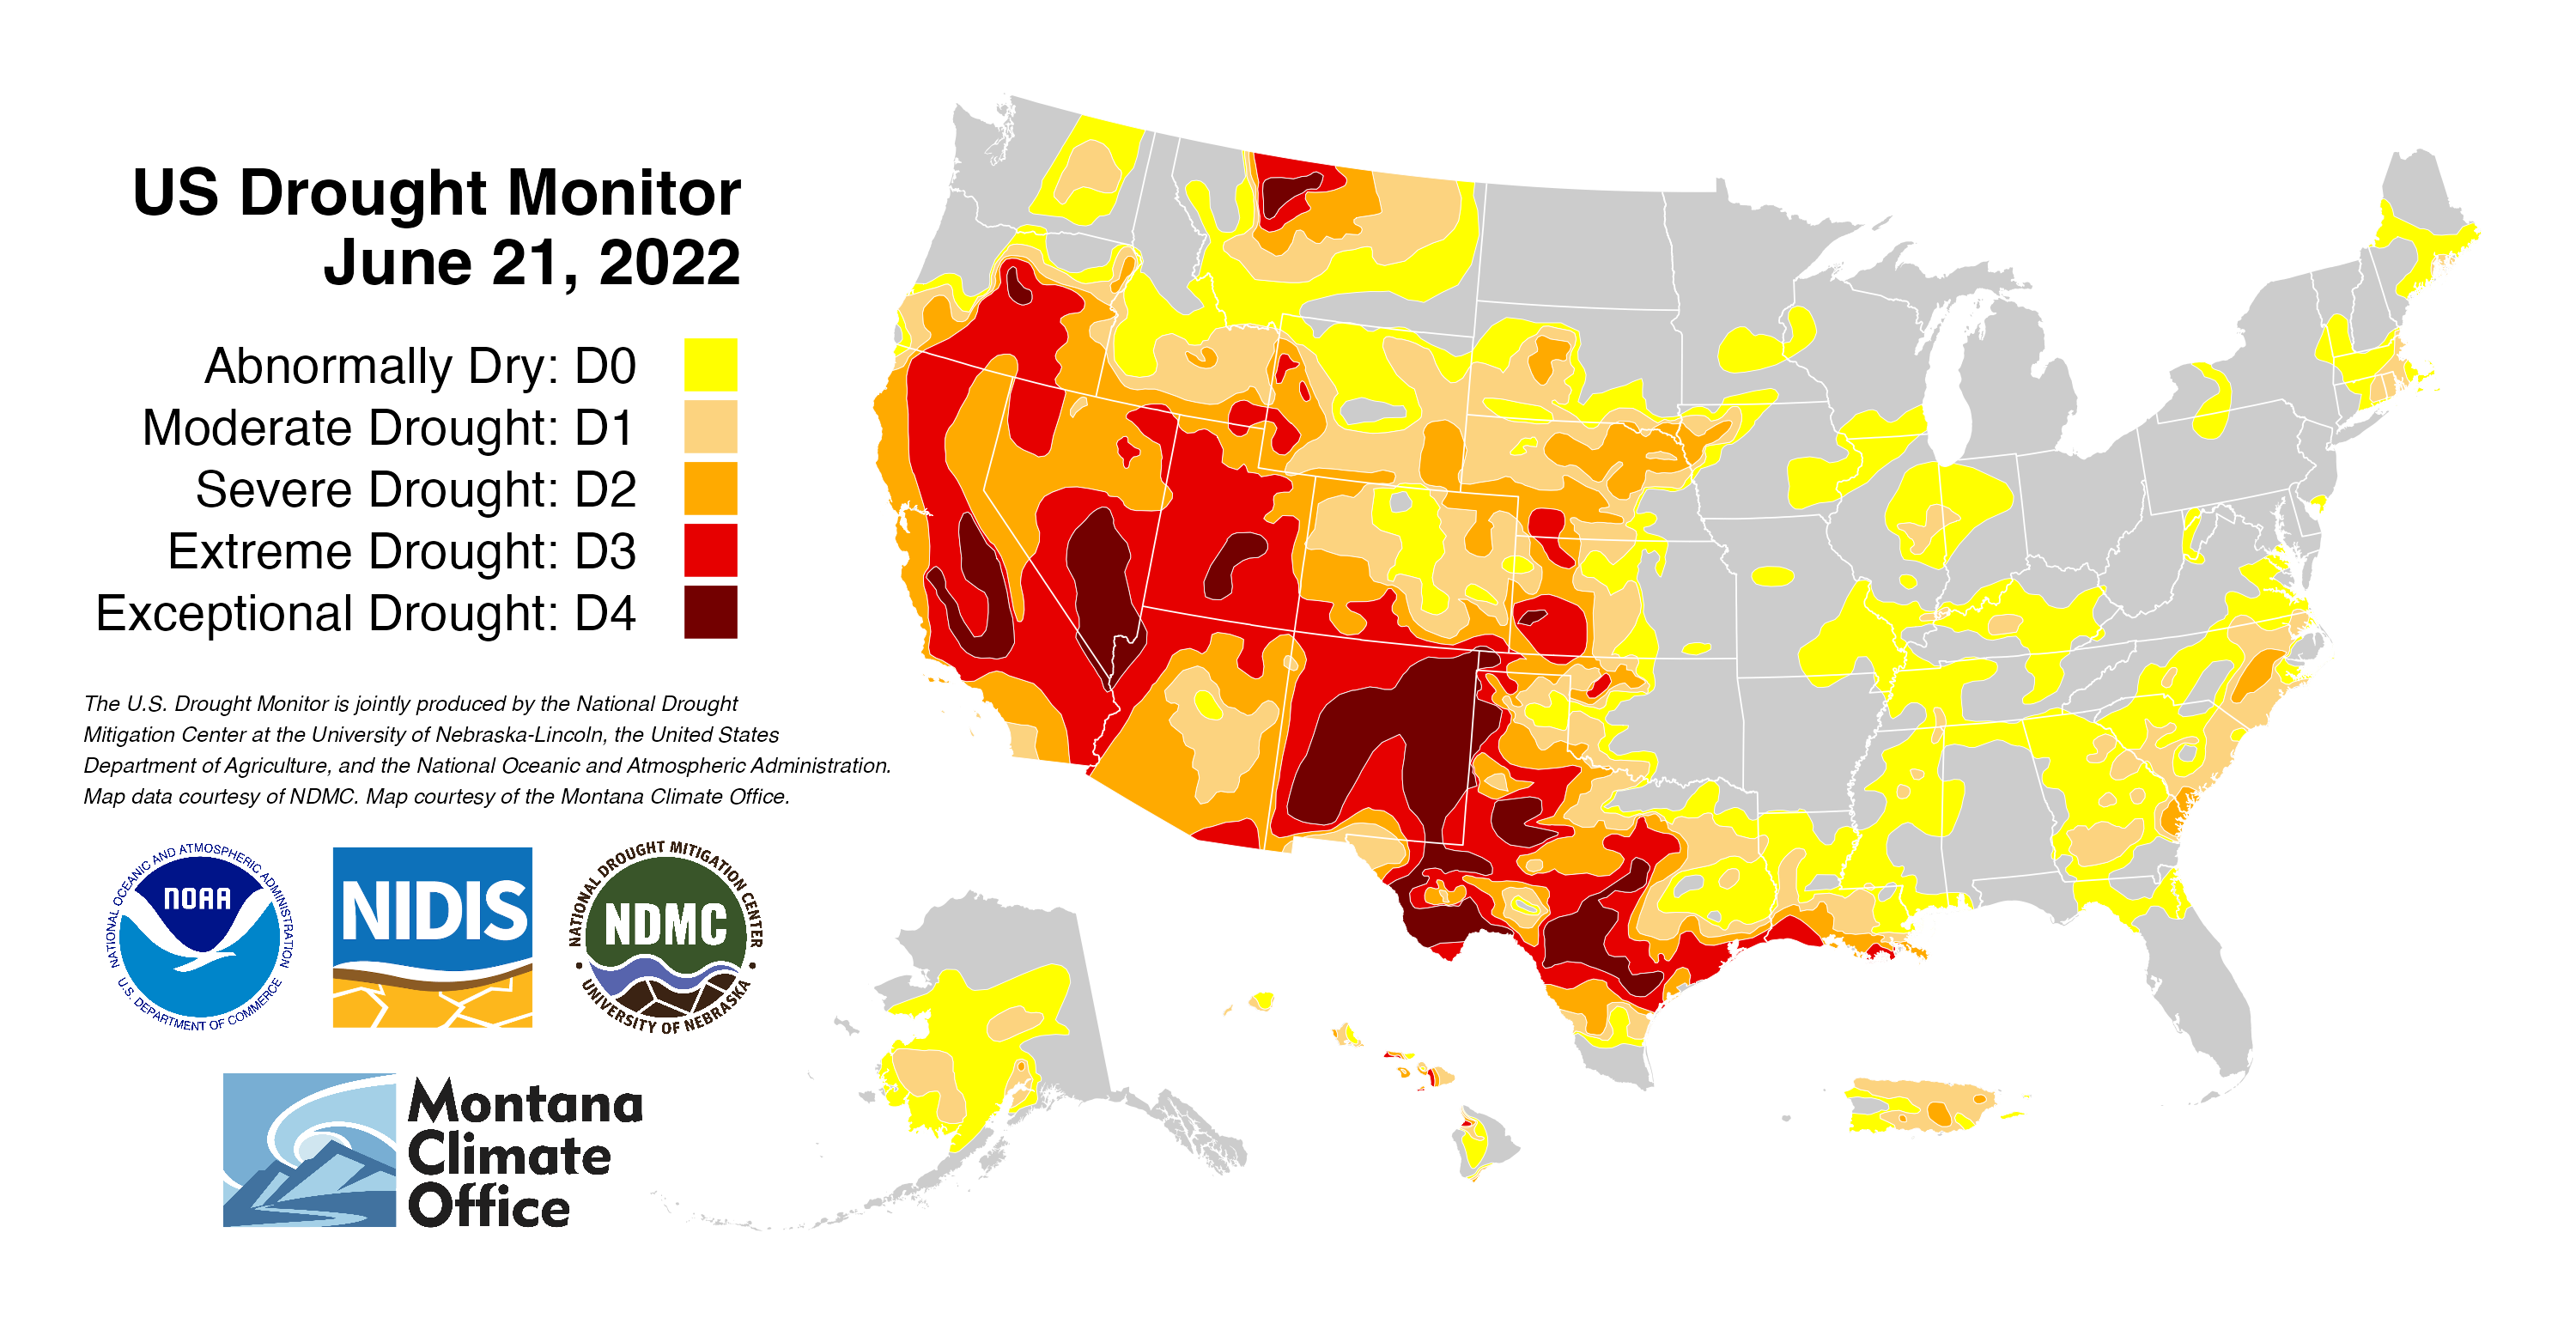 US Drought Monitor
June 21, 2022
Abnormally Dry: D0
Moderate Drought: D1
Severe Drought: D2
Extreme Drought: D3
Exceptional Drought: D4
The U.S. Drought Monitor is jointly produced by the National Drought
Mitigation Center at the University of Nebraska-Lincoln, the United States
Department of Agriculture, and the National Oceanic and Atmospheric Administration.
Map data courtesy of NDMC. Map courtesy of the Montana Climate Office.
NATIONAL OCEANIC AND ATMOSPHERIC ADMINISTRATION
NOAA
U.S. DEPARTMENT OF COMMERCE
NIDIS
NATIONAL DROUGHT MITIGATION CENTER
NDMC
UNIVERSITY OF NEBRASKA
Montana
Climate
Office